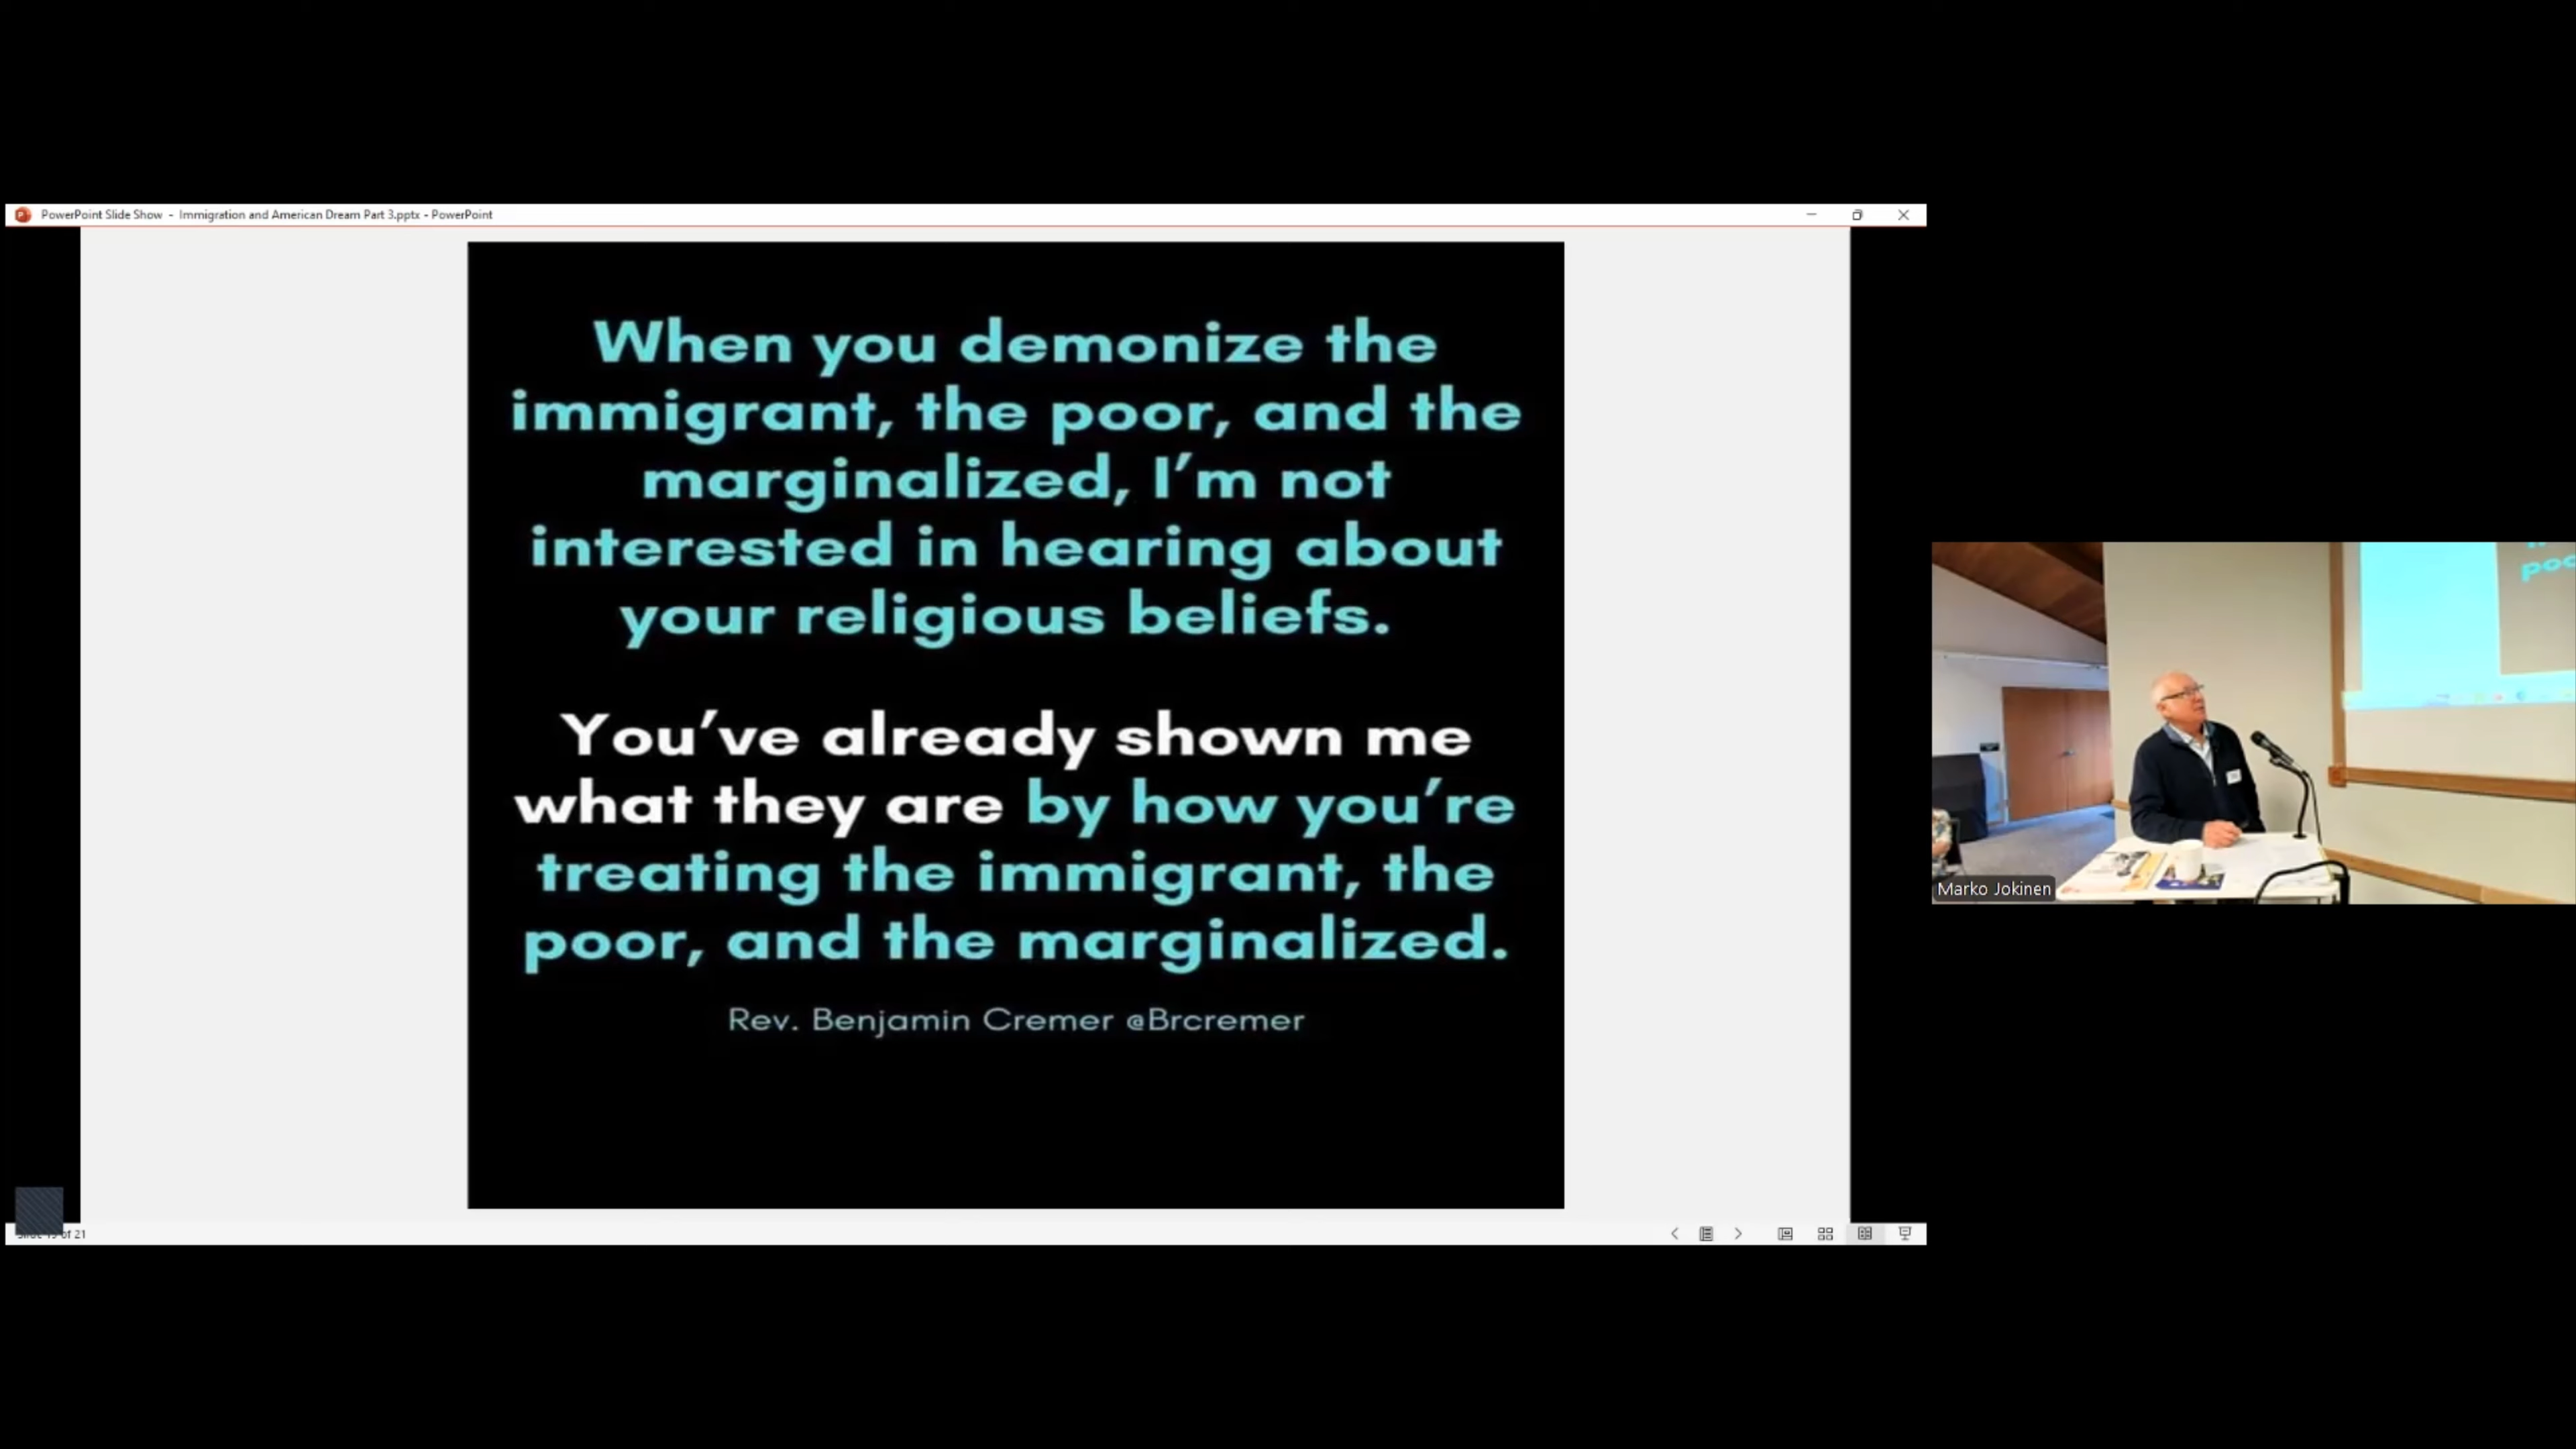 PowerPoint Slide Show - Immigration and American Dream Part 3.pptx - PowerPoint
When you demonize the
immigrant, the poor, and the
marginalized, I'm not
interested in hearing about
your religious beliefs.
You've already shown me
what they are by how you're
treating the immigrant, the
poor, and the marginalized.
Rev. Benjamin Cremer @Brcremer
of 21
Marko Jokinen